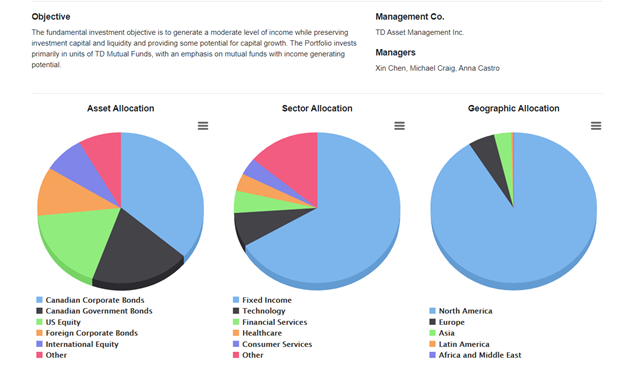 Objective
The fundamental investment objective is to generate a moderate level of income while preserving
investment capital and liquidity and providing some potential for capital growth. The Portfolio invests
primarily in units of TD Mutual Funds, with an emphasis on mutual funds with income generating
potential.
Management Co.
TD Asset Management Inc.
Managers
Xin Chen, Michael Craig, Anna Castro
Asset Allocation
Canadian Corporate Bonds
Canadian Government Bonds
US Equity
Foreign Corporate Bonds
International Equity
Other
Sector Allocation
Fixed Income
Technology
Financial Services
Healthcare
Consumer Services
Other
Geographic Allocation
North America
Europe
Asia
Latin America
Africa and Middle East